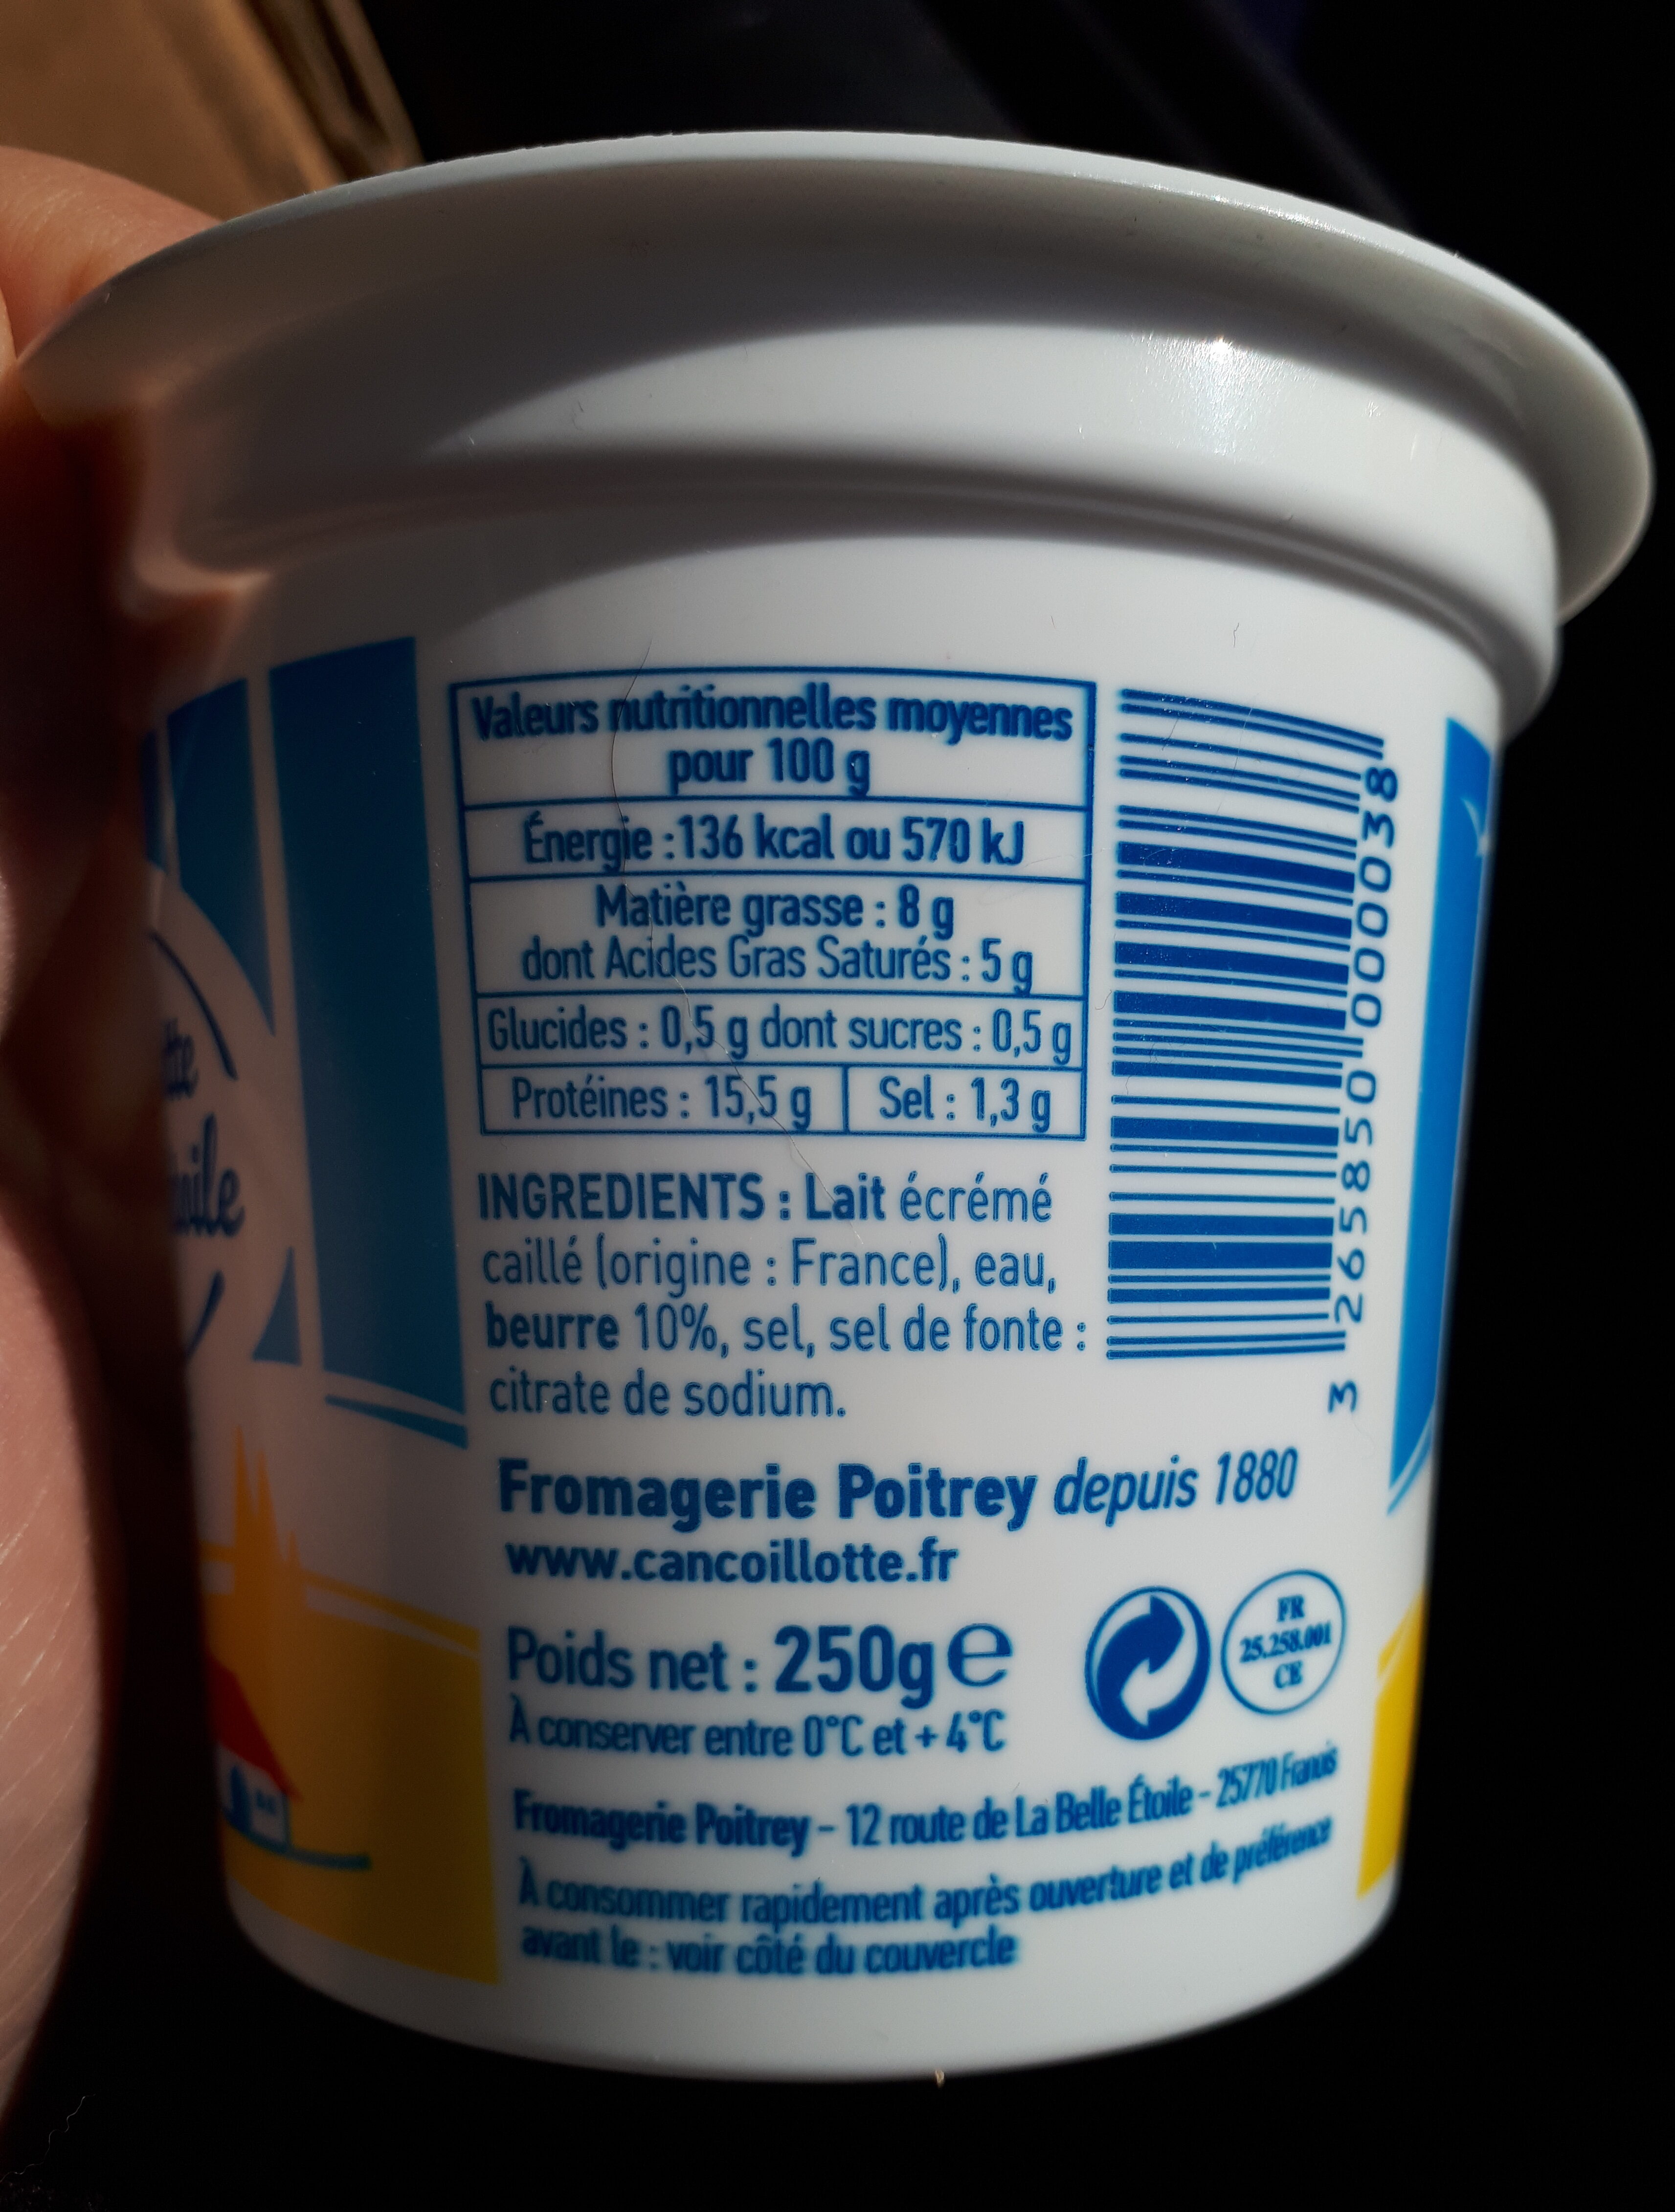 tte
oile
Valeurs nutritionnelles moyennes
pour 100 g
Énergie : 136 kcal ou 570 kJ
Matière grasse : 8 g
dont Acides Gras Saturés : 5 g
Glucides : 0,5 g dont sucres : 0,5 g
Protéines : 15,5 g Sel : 1,3 g
INGREDIENTS : Lait écrémé
caillé (origine : France), eau,
beurre 10%, sel, sel de fonte :
citrate de sodium.
3 265850 000038
Fromagerie Poitrey depuis 1880
www.cancoillotte.fr
Poids net : 250g e
À conserver entre 0°C et + 4°C
FR
25.258.001
CE
Fromagerie Poitrey – 12 route de La Belle Étoile – 25770 Franois
À consommer rapidement après ouverture et de préférence
avant le : voir côté du couvercle